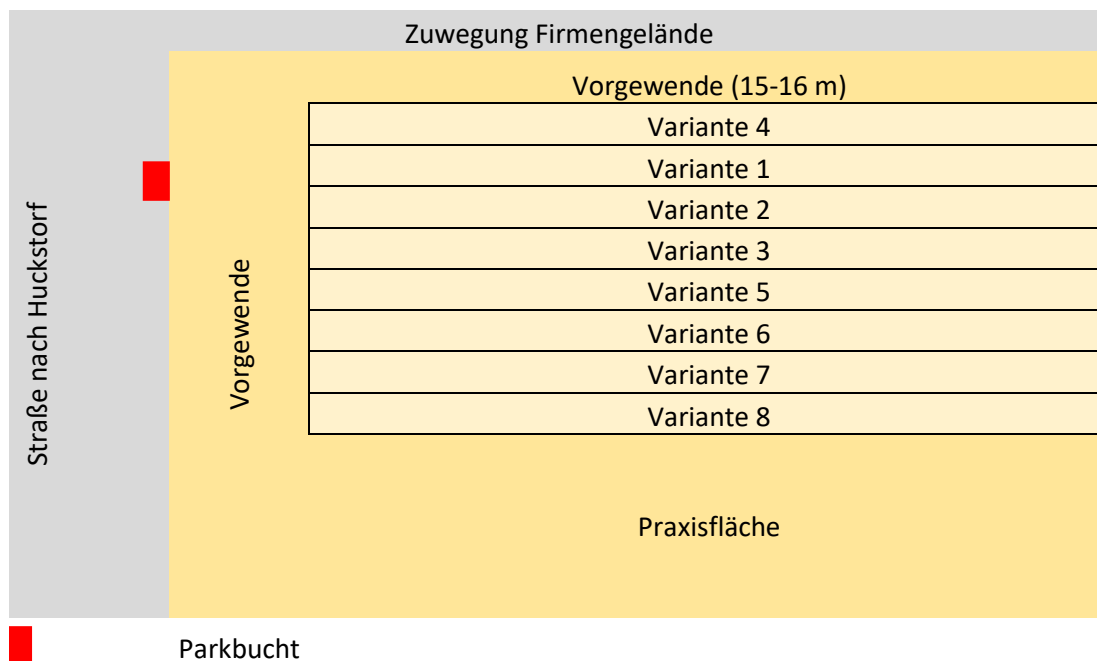 Zuwegung Firmengelände
Vorgewende (15-16 m)
Variante 4
Variante 1
Variante 2
Variante 3
Variante 5
Variante 6
Variante 7
Variante 8
Straße nach Huckstorf
Vorgewende
Praxisfläche
Parkbucht